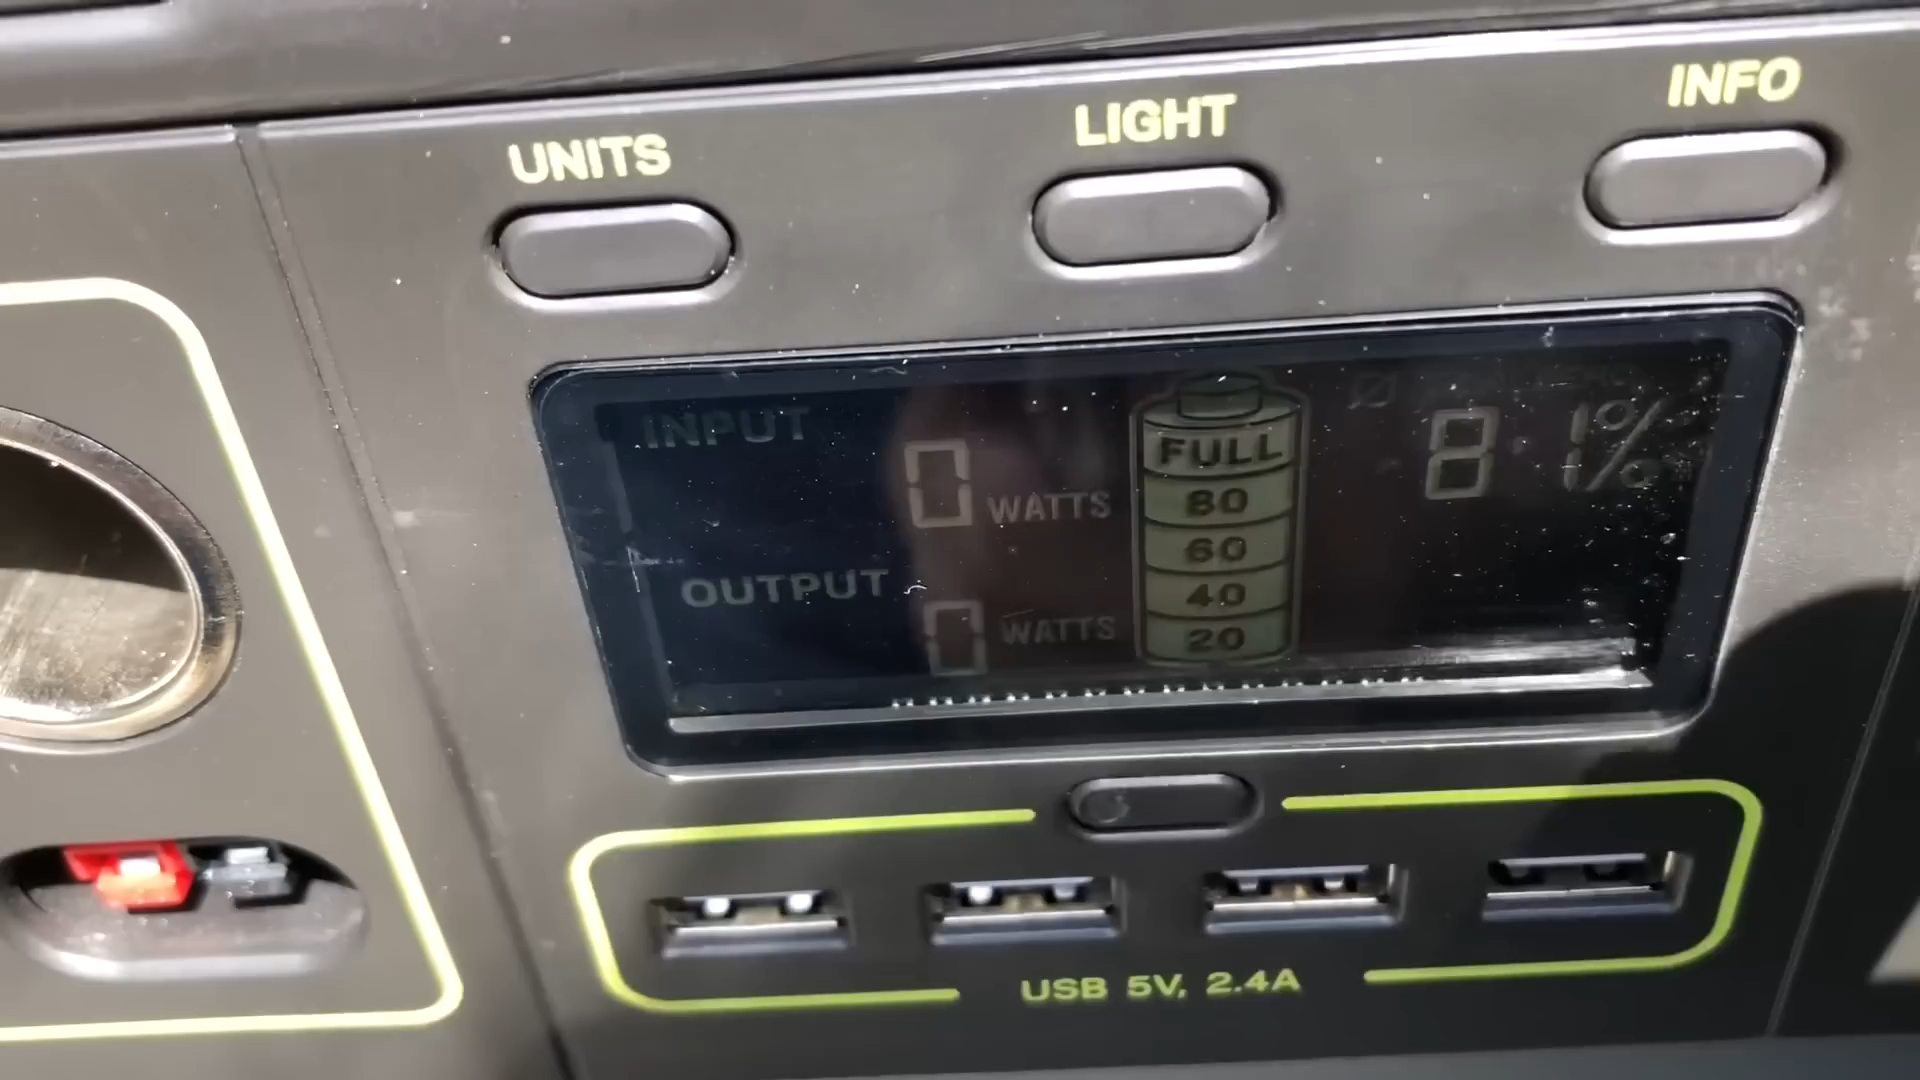 UNITS
LIGHT
INFO
INPUT
0 WATTS
OUTPUT
0 WATTS
FULL
80
60
40
20
81%
USB 5V, 2.4A